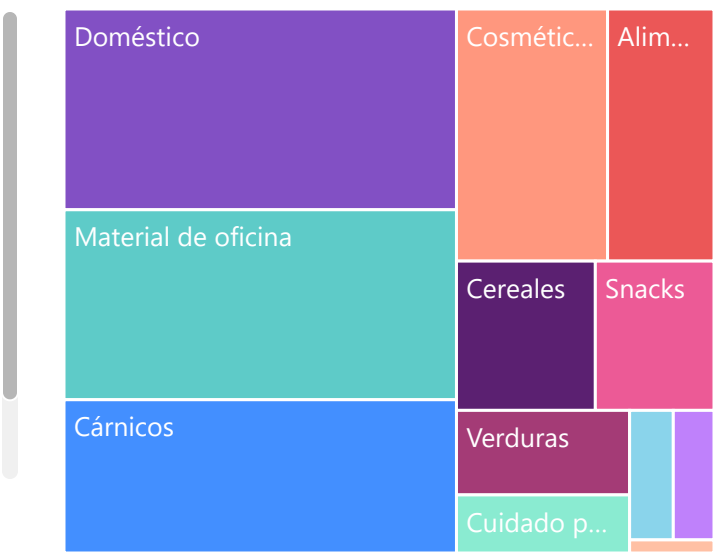 Doméstico
Cosmétic...
Alim...
Material de oficina
Cereales
Snacks
Cárnicos
Verduras
Cuidado p...